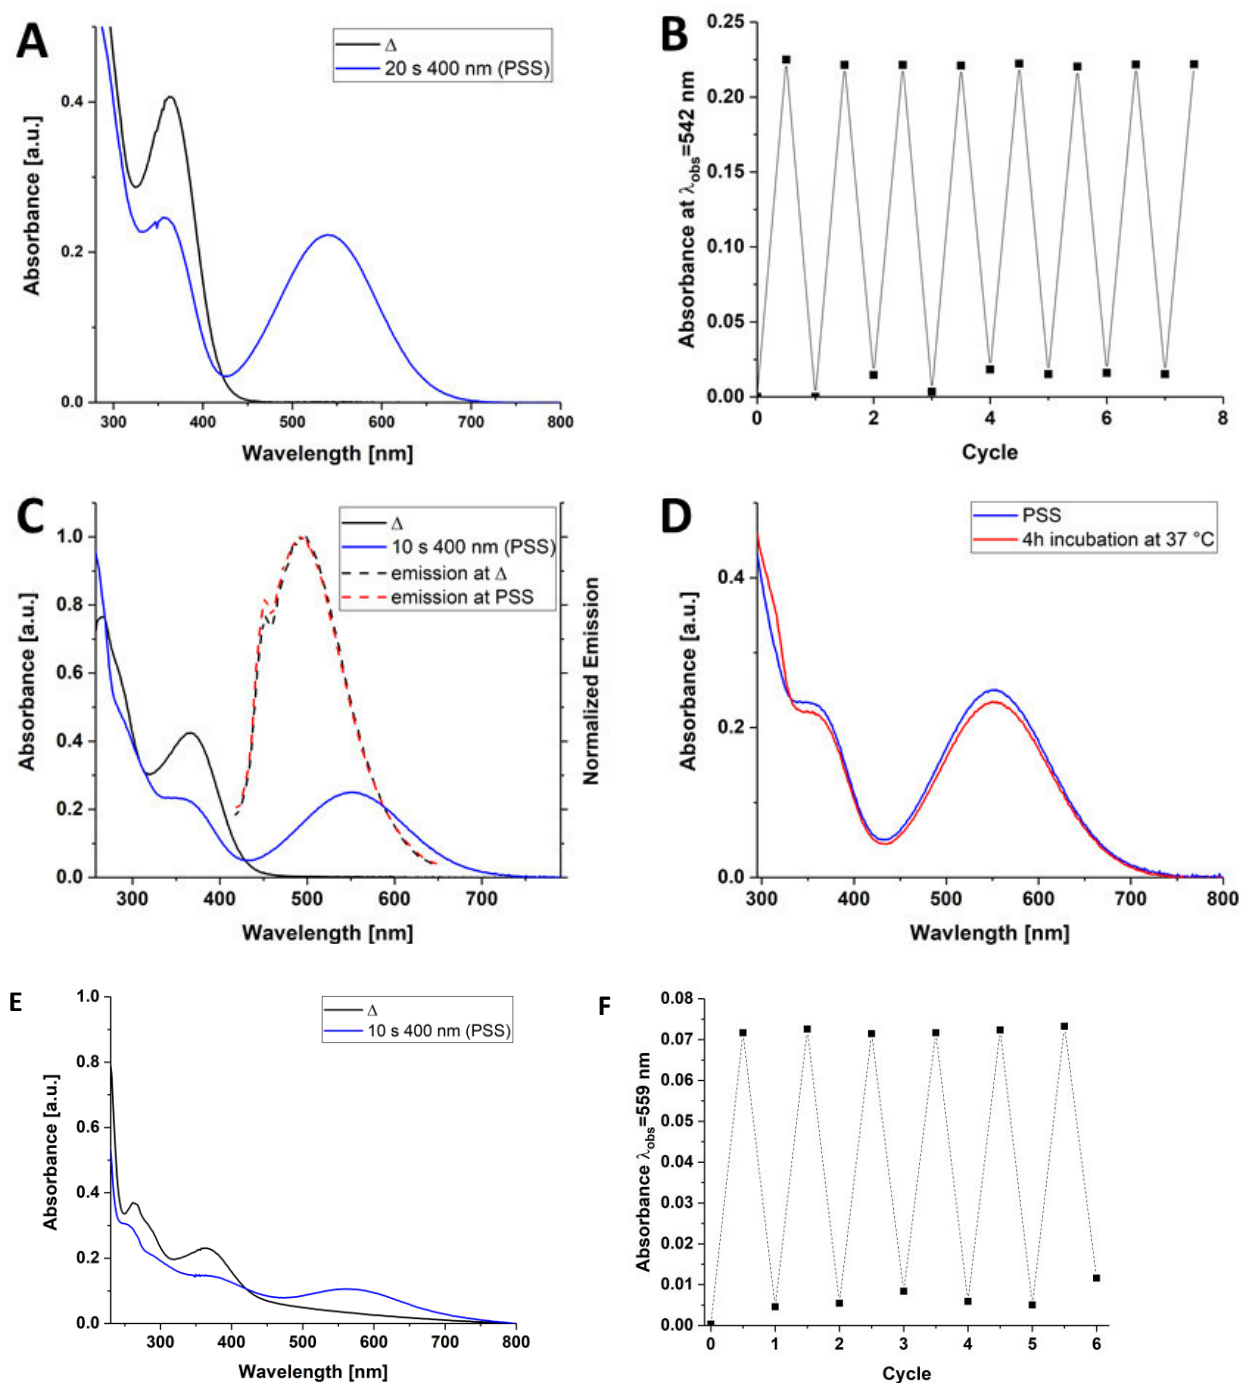 A
Δ
20 s 400 nm (PSS)
Absorbance [a.u.]
0.4
0.2
0.0
300 400 500 600 700 800
Wavelength [nm]
B
Absorbance at λobs=542 nm
0.25
0.20
0.15
0.10
0.05
0.00
0 2 4 6 8
Cycle
C
Δ
10 s 400 nm (PSS)
emission at Δ
emission at PSS
Absorbance [a.u.]
1.0
0.8
0.6
0.4
0.2
0.0
Normalized Emission
300 400 500 600 700
Wavelength [nm]
D
PSS
4h incubation at 37 °C
Absorbance [a.u.]
0.4
0.2
0.0
300 400 500 600 700 800
Wavlength [nm]
E
Δ
10 s 400 nm (PSS)
Absorbance [a.u.]
1.0
0.8
0.6
0.4
0.2
0.0
300 400 500 600 700 800
Wavelength [nm]
F
Absorbance λobs=559 nm
0.08
0.07
0.06
0.05
0.04
0.03
0.02
0.01
0.00
0 1 2 3 4 5 6
Cycle